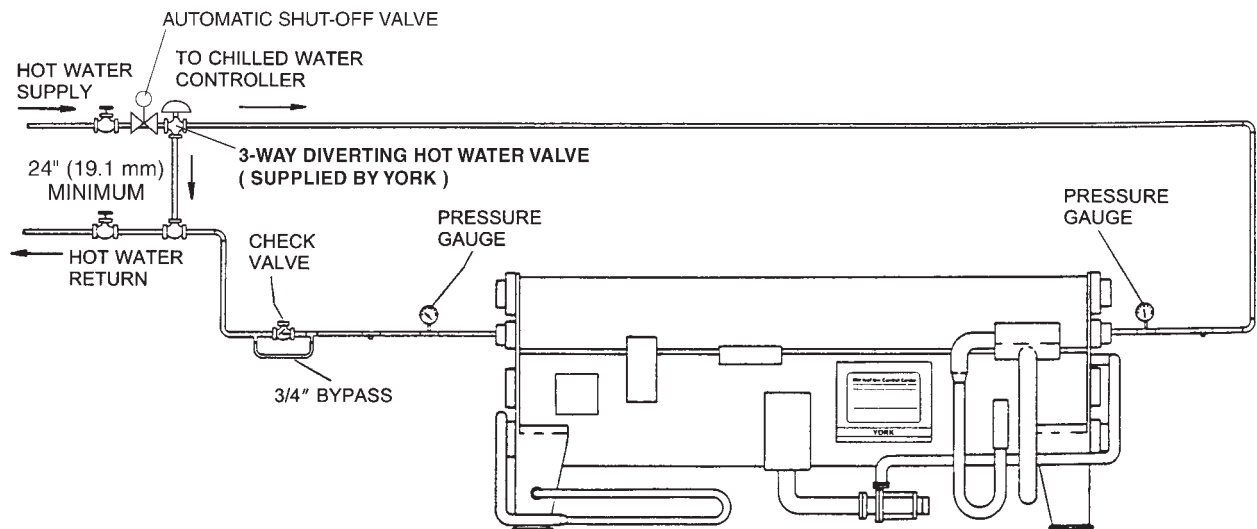 AUTOMATIC SHUT-OFF VALVE
HOT WATER
SUPPLY
TO CHILLED WATER
CONTROLLER
3-WAY DIVERTING HOT WATER VALVE
( SUPPLIED BY YORK )
24" (19.1 mm)
MINIMUM
HOT WATER
RETURN
CHECK
VALVE
PRESSURE
GAUGE
PRESSURE
GAUGE
3/4" BYPASS
Control Center
YORK